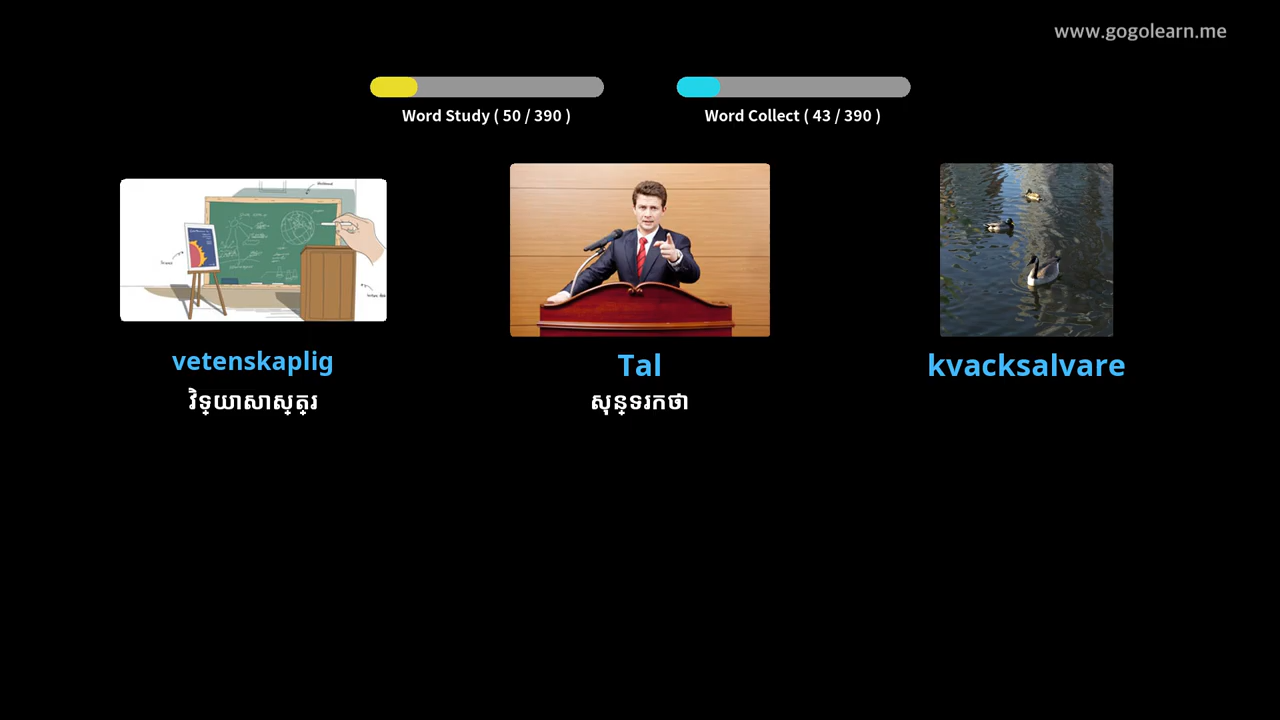 www.gogolearn.me
Word Study ( 50 / 390 )
Word Collect ( 43 / 390 )
vetenskaplig
Tal
kvacksalvare
វិទ្យាសាស្ត្រ
សុន្ទរកថា